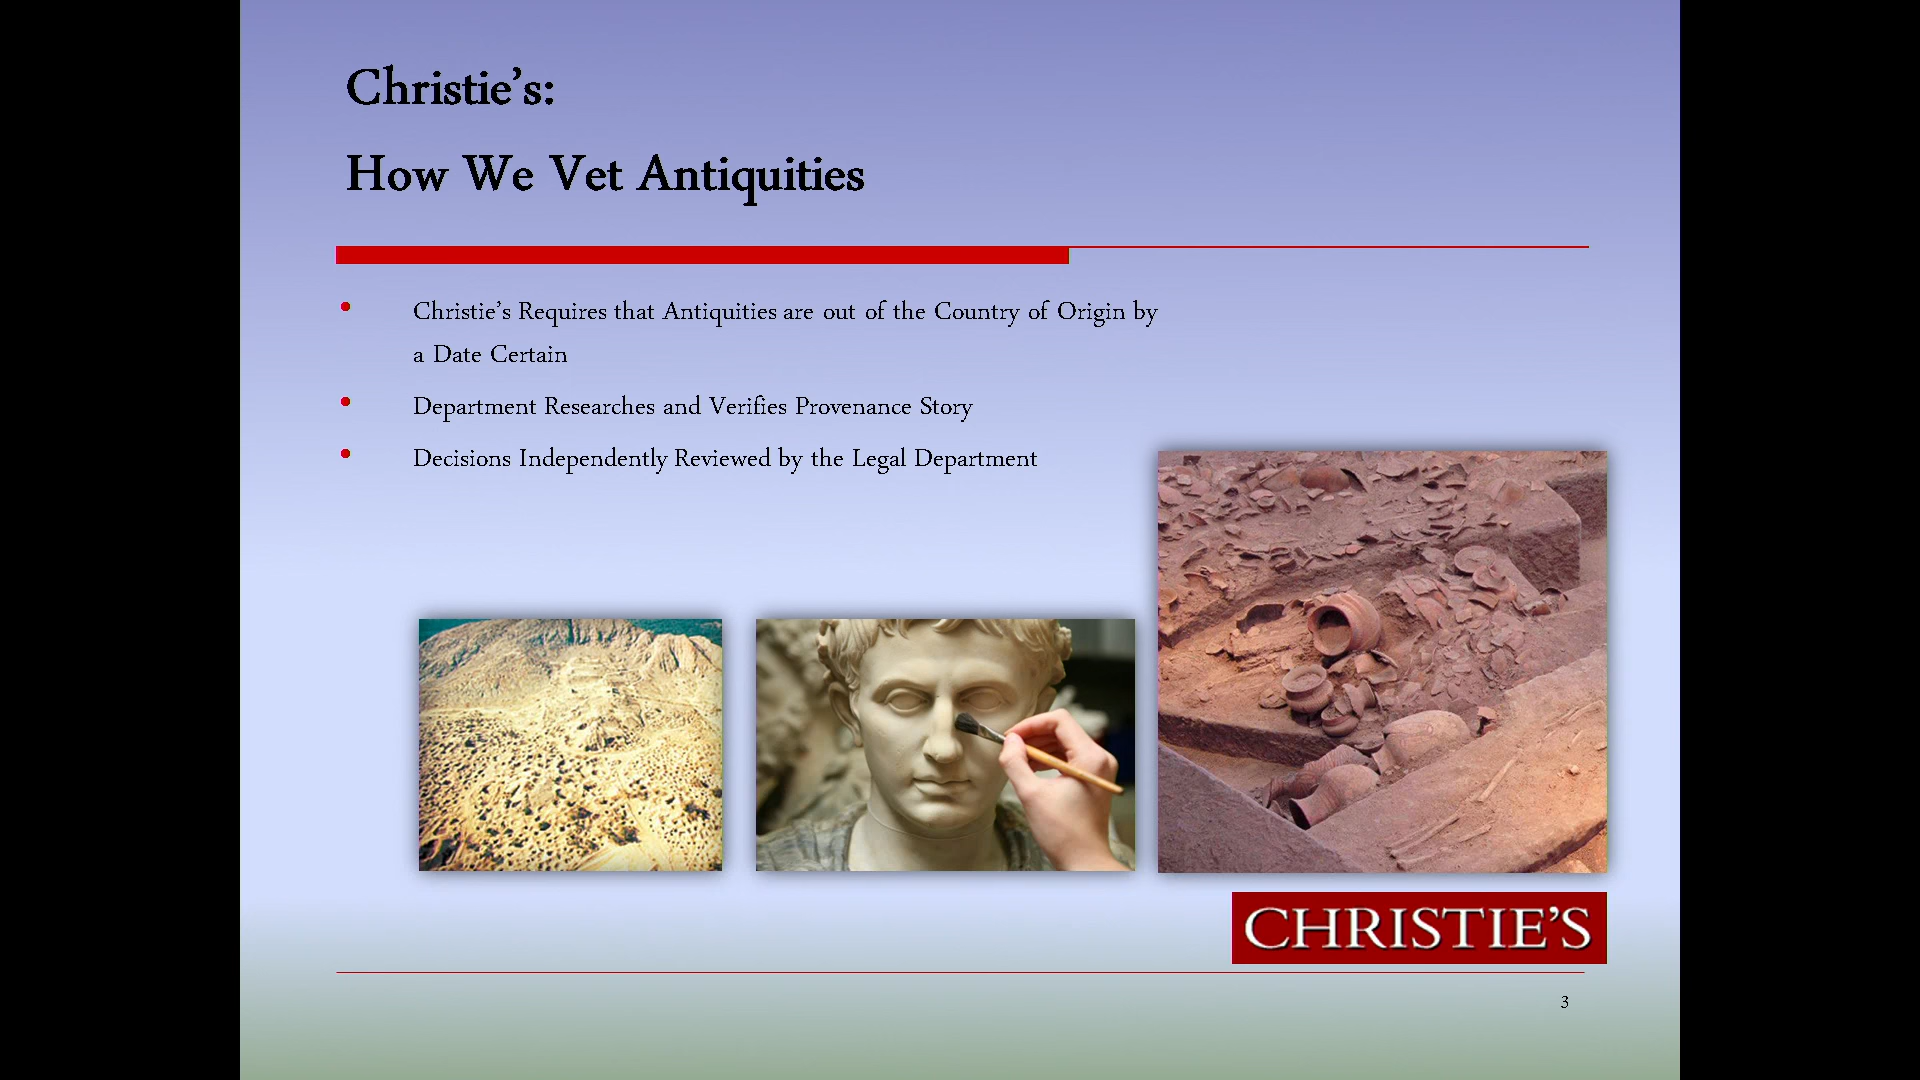 Christie’s:
How We Vet Antiquities
• Christie’s Requires that Antiquities are out of the Country of Origin by
a Date Certain
• Department Researches and Verifies Provenance Story
• Decisions Independently Reviewed by the Legal Department
CHRISTIE’S
3